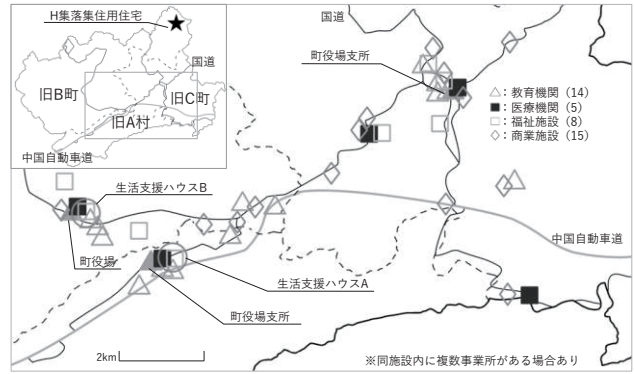 H集落集住用住宅
国道
旧B町
旧C町
旧A村
中国自動車道
国道
町役場支所
：教育機関（14）
：医療機関（5）
：福祉施設（8）
：商業施設（15）
生活支援ハウスB
町役場
中国自動車道
生活支援ハウスA
町役場支所
2km
※同施設内に複数事業所がある場合あり